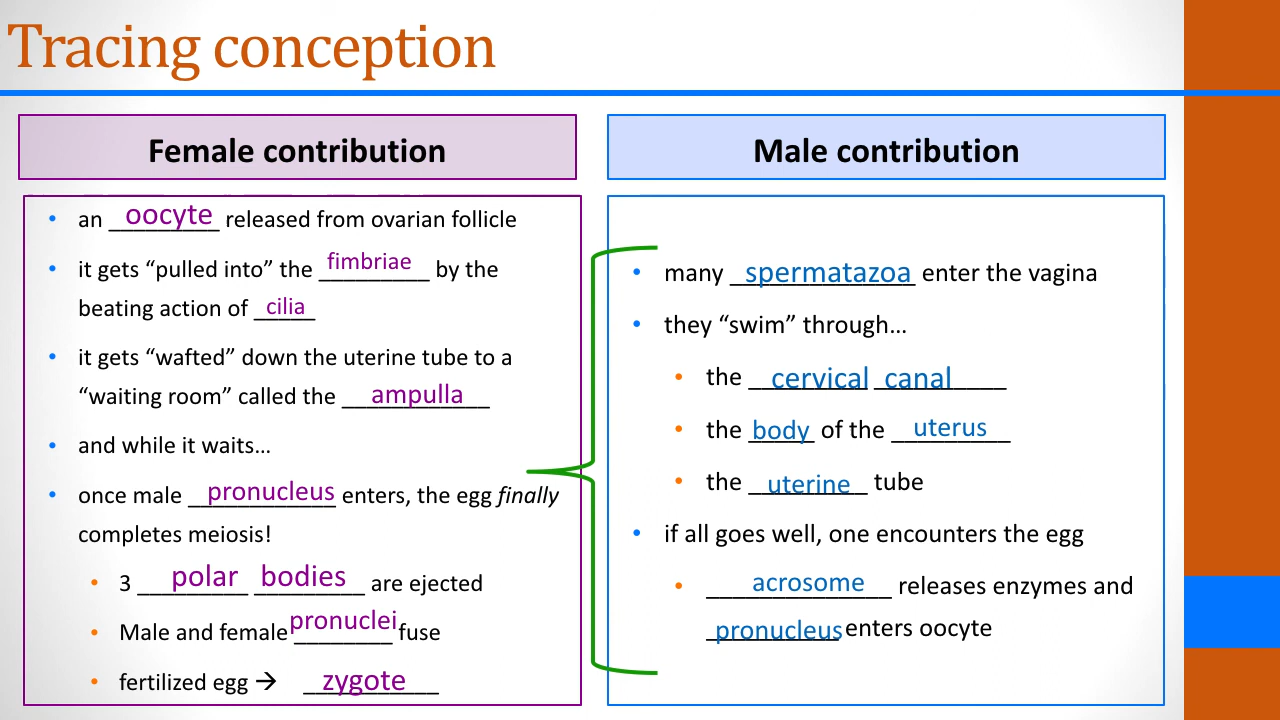 Tracing conception
Female contribution
an oocyte released from ovarian follicle
it gets “pulled into” the fimbriae by the
beating action of cilia
it gets “wafted” down the uterine tube to a
“waiting room” called the ampulla
and while it waits…
once male pronucleus enters, the egg finally
completes meiosis!
3 polar bodies are ejected
Male and female pronuclei fuse
fertilized egg → zygote
Male contribution
many spermatazoa enter the vagina
they “swim” through…
the cervical canal
the body of the uterus
the uterine tube
if all goes well, one encounters the egg
acrosome releases enzymes and
pronucleus enters oocyte